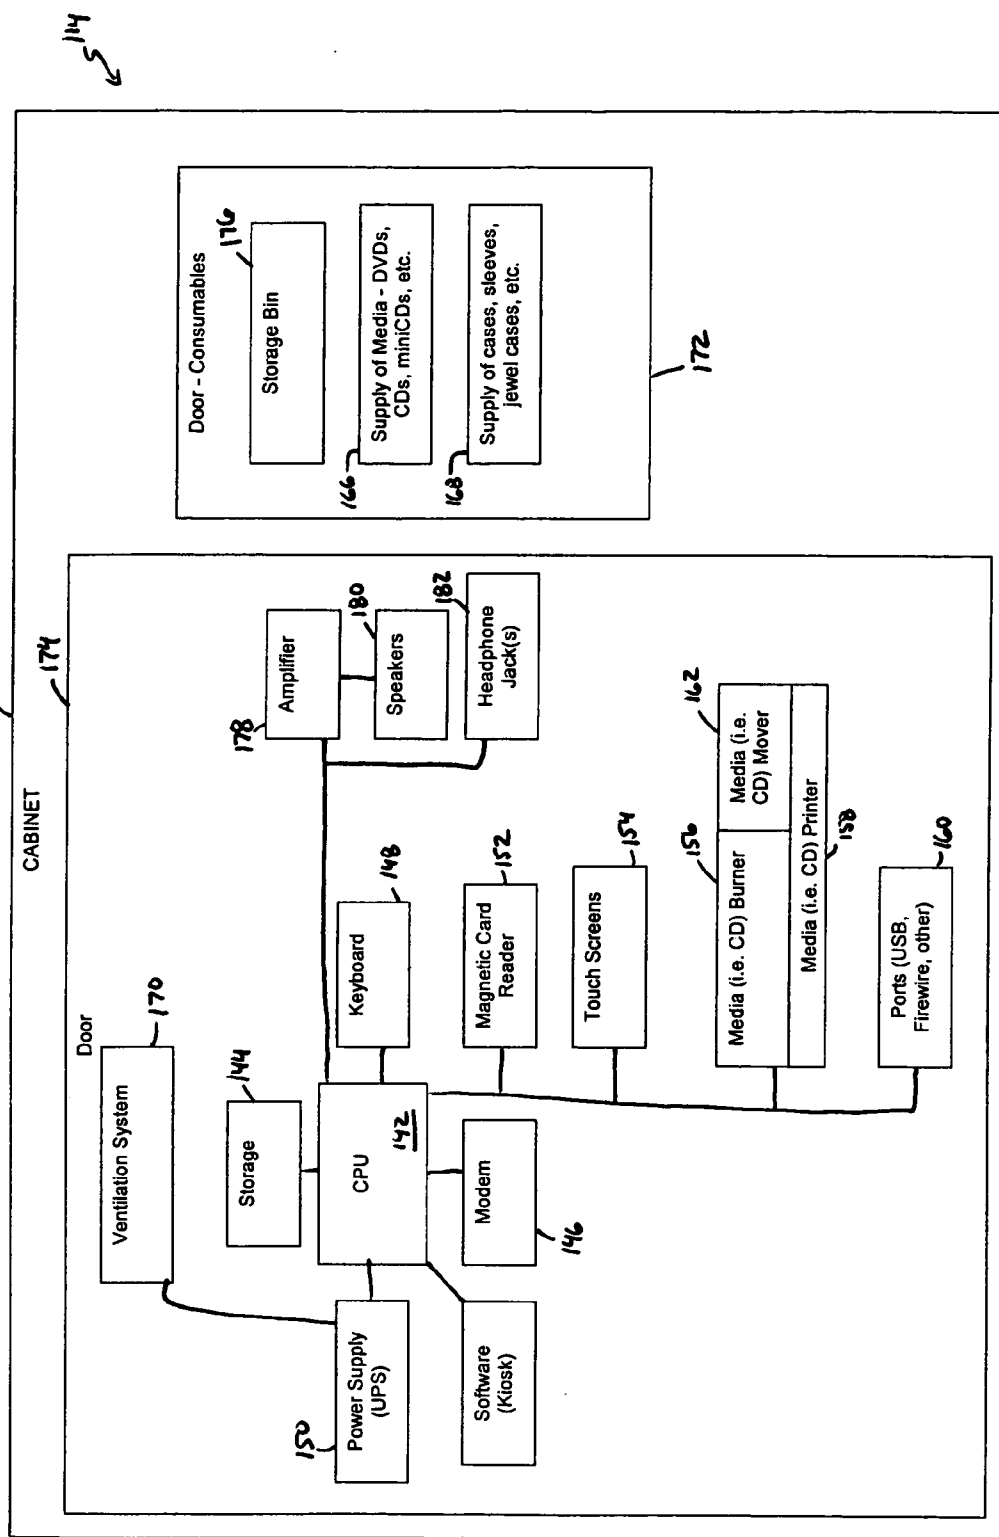 114
CABINET
174
Door
Ventilation System
170
Storage
144
Power Supply
(UPS)
150
CPU
142
Software
(Kiosk)
Modem
146
Keyboard
148
Magnetic Card
Reader
152
Touch Screens
154
Media (i.e. CD) Burner
156
Media (i.e.
CD) Mover
162
Media (i.e. CD) Printer
158
Ports (USB,
Firewire, other)
160
Amplifier
178
Speakers
180
Headphone
Jack(s)
182
Door - Consumables
Storage Bin
176
Supply of Media - DVDs,
CDs, miniCDs, etc.
166
Supply of cases, sleeves,
jewel cases, etc.
168
172